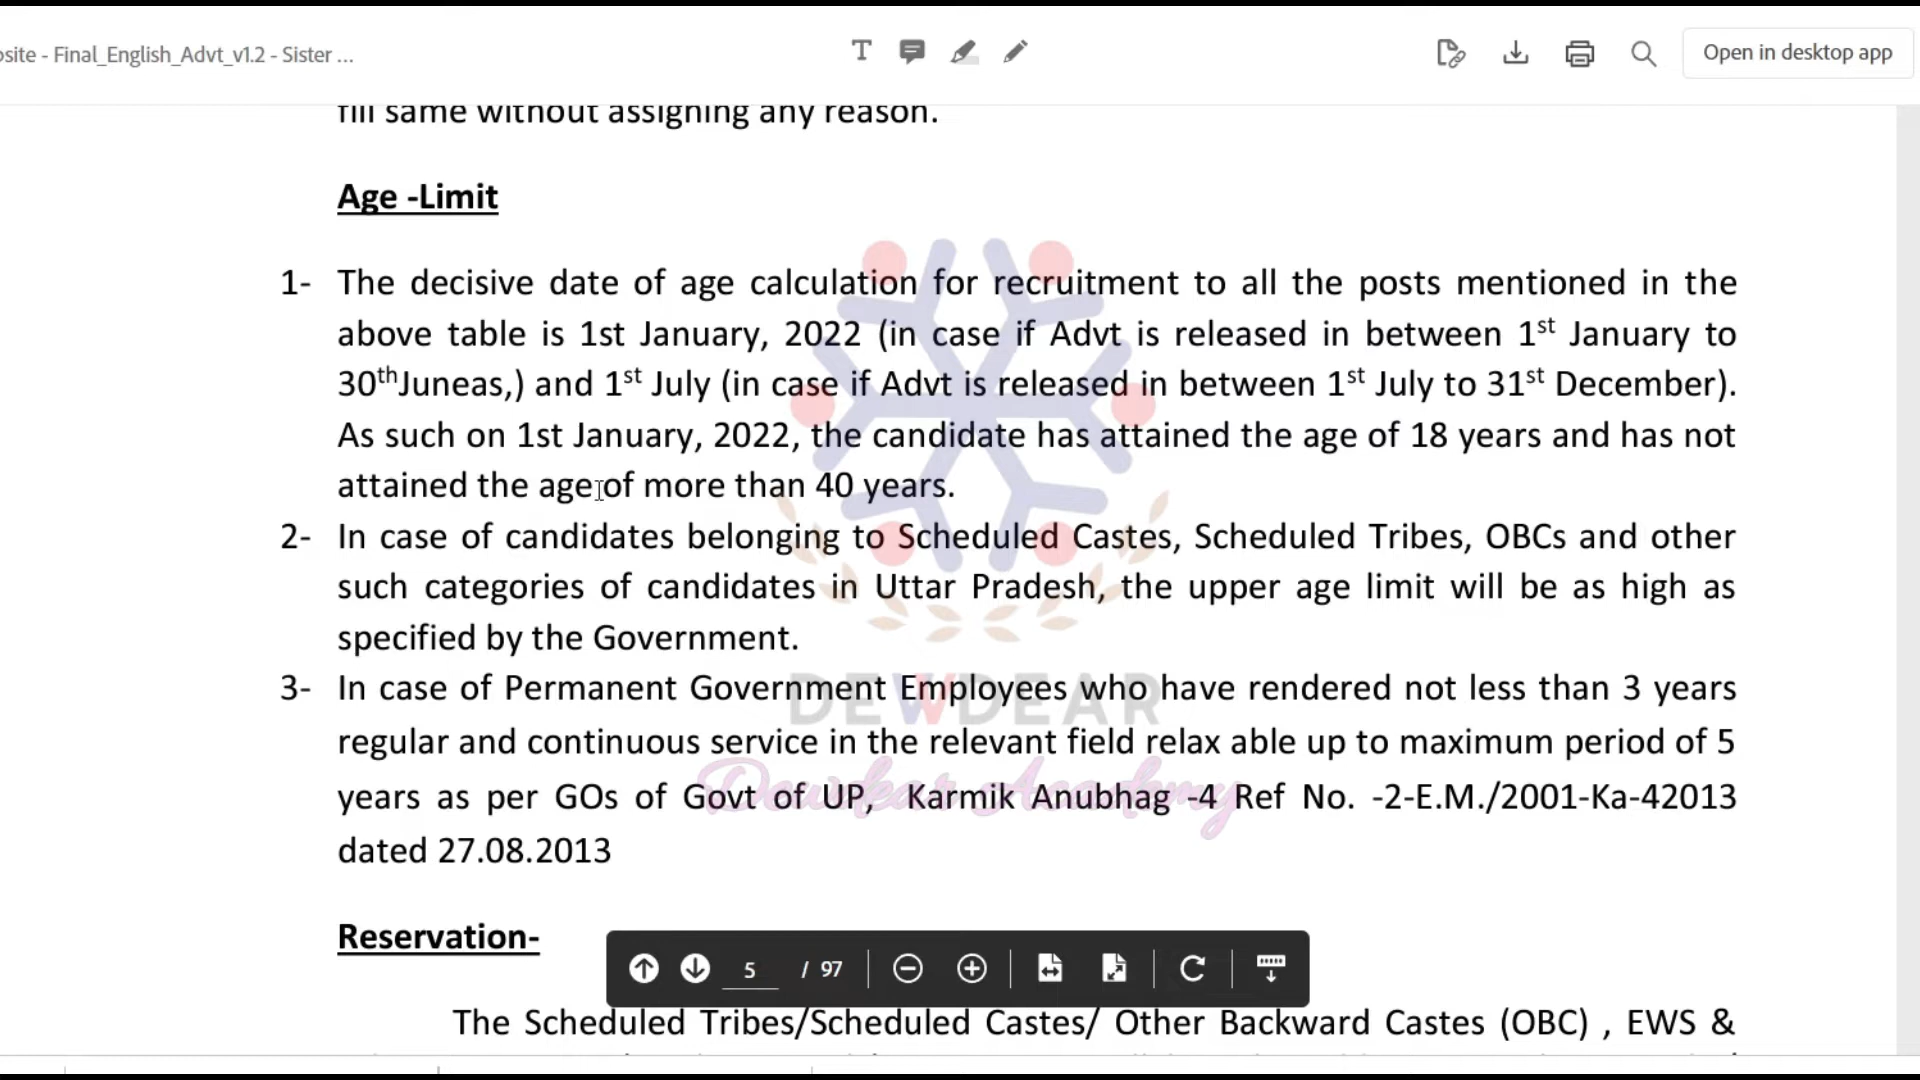 osite - Final_English_Advt_v1.2 - Sister ...
Open in desktop app
fill same without assigning any reason.
Age -Limit
1- The decisive date of age calculation for recruitment to all the posts mentioned in the
above table is 1st January, 2022 (in case if Advt is released in between 1st January to
30thJuneas,) and 1st July (in case if Advt is released in between 1st July to 31st December).
As such on 1st January, 2022, the candidate has attained the age of 18 years and has not
attained the age of more than 40 years.
2- In case of candidates belonging to Scheduled Castes, Scheduled Tribes, OBCs and other
such categories of candidates in Uttar Pradesh, the upper age limit will be as high as
specified by the Government.
3- In case of Permanent Government Employees who have rendered not less than 3 years
DEWDEAR
regular and continuous service in the relevant field relax able up to maximum period of 5
Dewdear Academy
years as per GOs of Govt of UP, Karmik Anubhag -4 Ref No. -2-E.M./2001-Ka-42013
dated 27.08.2013
Reservation-
5 / 97
The Scheduled Tribes/Scheduled Castes/ Other Backward Castes (OBC) , EWS &